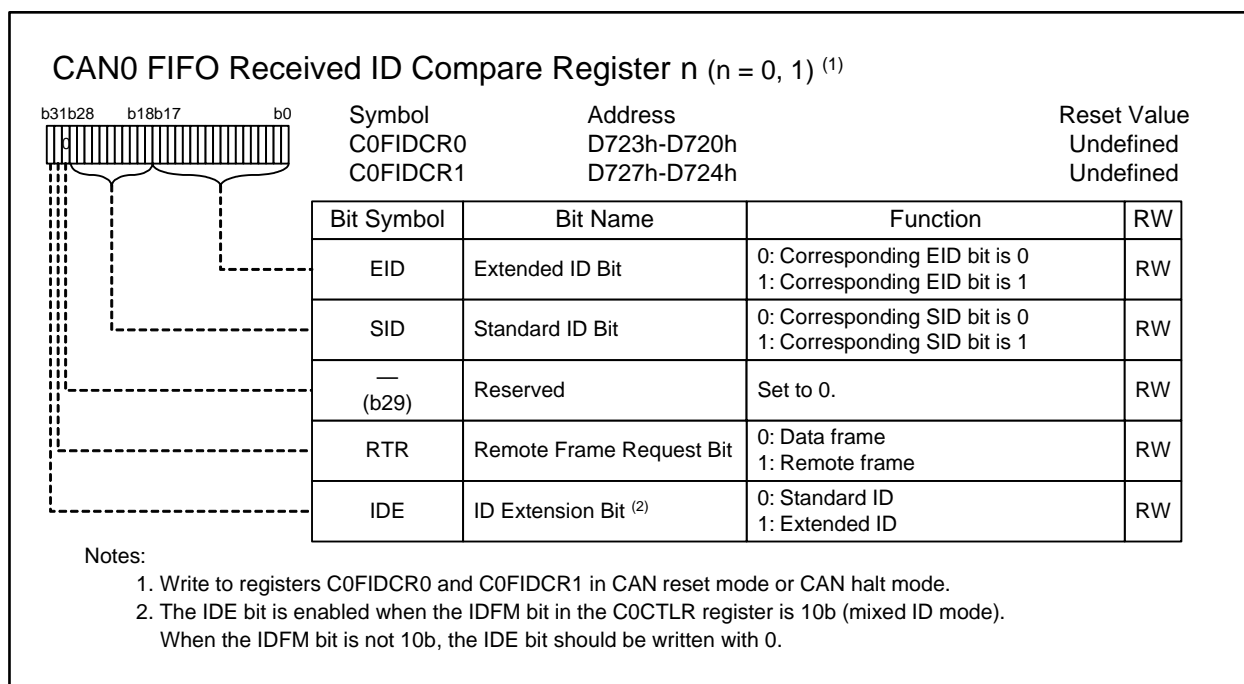 CAN0 FIFO Received ID Compare Register n (n = 0, 1) (1)
b31b28 b18b17 b0
0
Symbol Address Reset Value
C0FIDCR0 D723h-D720h Undefined
C0FIDCR1 D727h-D724h Undefined
Bit Symbol Bit Name Function RW
EID Extended ID Bit 0: Corresponding EID bit is 0
1: Corresponding EID bit is 1 RW
SID Standard ID Bit 0: Corresponding SID bit is 0
1: Corresponding SID bit is 1 RW
—
(b29) Reserved Set to 0. RW
RTR Remote Frame Request Bit 0: Data frame
1: Remote frame RW
IDE ID Extension Bit (2) 0: Standard ID
1: Extended ID RW
Notes:
1. Write to registers C0FIDCR0 and C0FIDCR1 in CAN reset mode or CAN halt mode.
2. The IDE bit is enabled when the IDFM bit in the C0CTLR register is 10b (mixed ID mode).
When the IDFM bit is not 10b, the IDE bit should be written with 0.